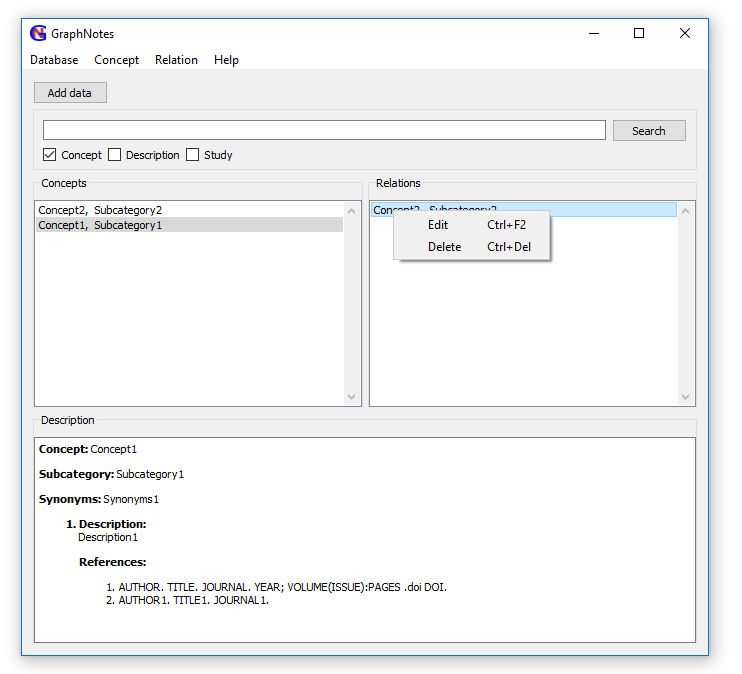 GraphNotes
Database Concept Relation Help
Add data
Search
Concept Description Study
Concepts
Concept2, Subcategory2
Concept1, Subcategory1
Relations
Concept2, Subcategory2
Edit Ctrl+F2
Delete Ctrl+Del
Description
Concept: Concept1
Subcategory: Subcategory1
Synonyms: Synonyms1
1. Description:
Description1
References:
1. AUTHOR. TITLE. JOURNAL. YEAR; VOLUME(ISSUE):PAGES .doi DOI.
2. AUTHOR1. TITLE1. JOURNAL1.